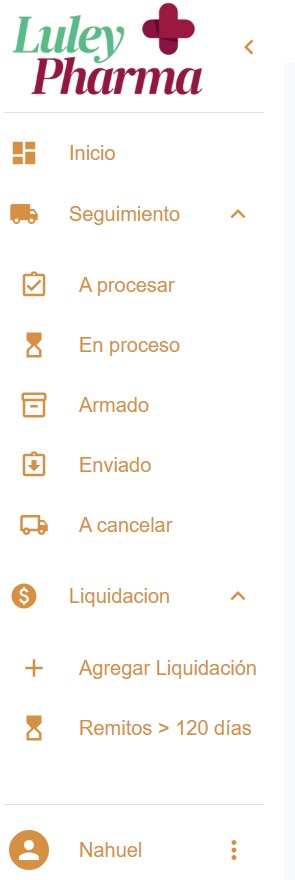 Luley
Pharma
Inicio
Seguimiento
A procesar
En proceso
Armado
Enviado
A cancelar
Liquidacion
Agregar Liquidación
Remitos > 120 días
Nahuel